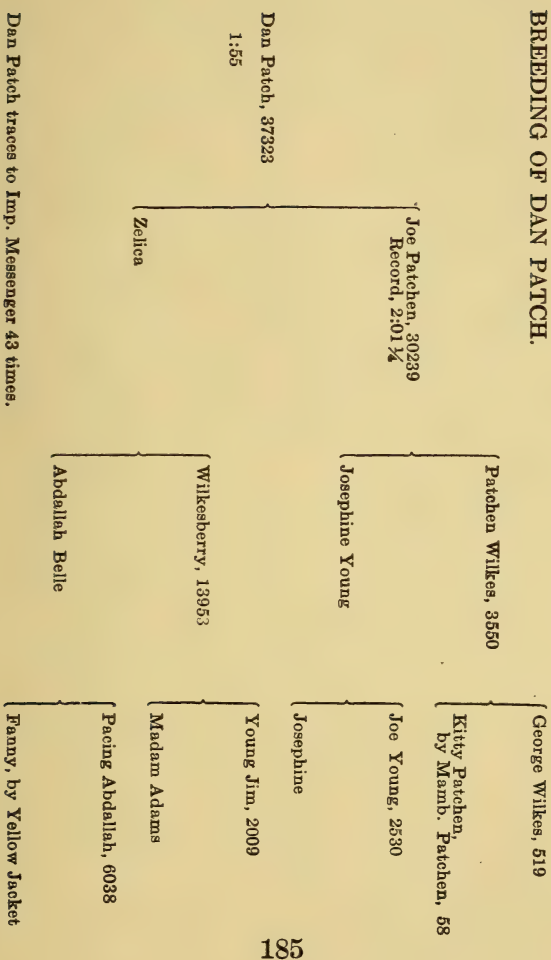 BREEDING OF DAN PATCH.
George Wilkes, 519
Patchen Wilkes, 3550
Kitty Patchen,
by Mamb. Patchen, 58
Joe Patchen, 30239
Record, 2:01¼
Joe Young, 2530
Josephine Young
Josephine
Dan Patch, 37323
1:55
Young Jim, 2009
Wilkesberry, 13953
Madam Adams
Zelica
Pacing Abdallah, 6038
Abdallah Belle
Fanny, by Yellow Jacket
Dan Patch traces to Imp. Messenger 43 times.
185